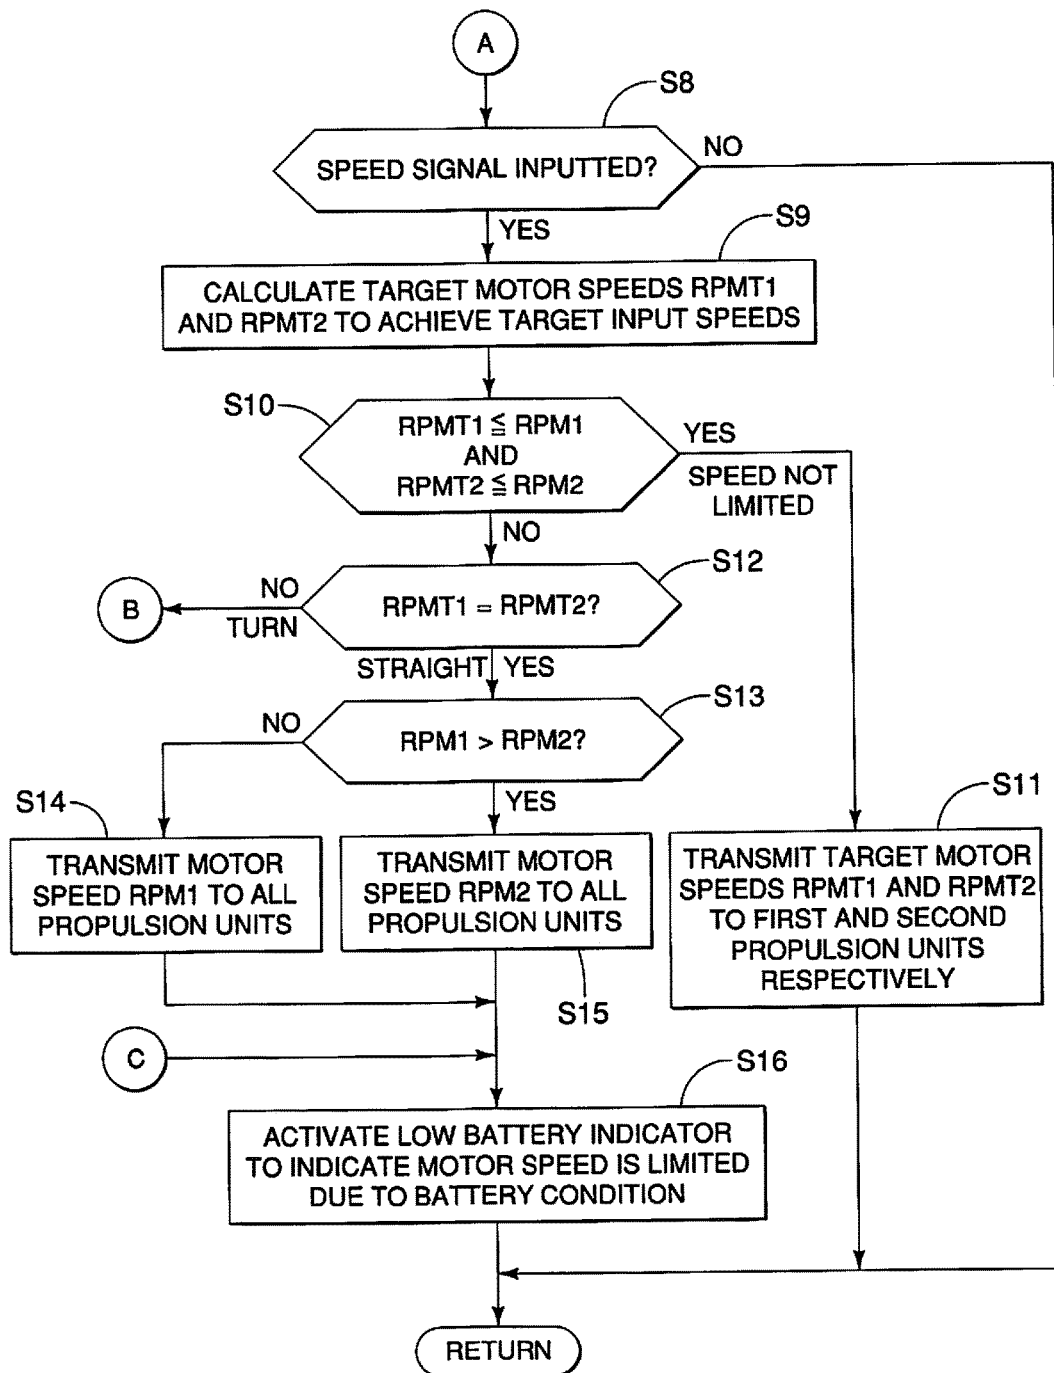 A
S8
SPEED SIGNAL INPUTTED?
NO
YES
S9
CALCULATE TARGET MOTOR SPEEDS RPMT1
AND RPMT2 TO ACHIEVE TARGET INPUT SPEEDS
S10
RPMT1 ≦ RPM1
AND
RPMT2 ≦ RPM2
YES
SPEED NOT
LIMITED
NO
S12
RPMT1 = RPMT2?
NO
TURN
B
STRAIGHT YES
S13
RPM1 > RPM2?
NO
YES
S14
TRANSMIT MOTOR
SPEED RPM1 TO ALL
PROPULSION UNITS
TRANSMIT MOTOR
SPEED RPM2 TO ALL
PROPULSION UNITS
S15
S11
TRANSMIT TARGET MOTOR
SPEEDS RPMT1 AND RPMT2
TO FIRST AND SECOND
PROPULSION UNITS
RESPECTIVELY
C
S16
ACTIVATE LOW BATTERY INDICATOR
TO INDICATE MOTOR SPEED IS LIMITED
DUE TO BATTERY CONDITION
RETURN